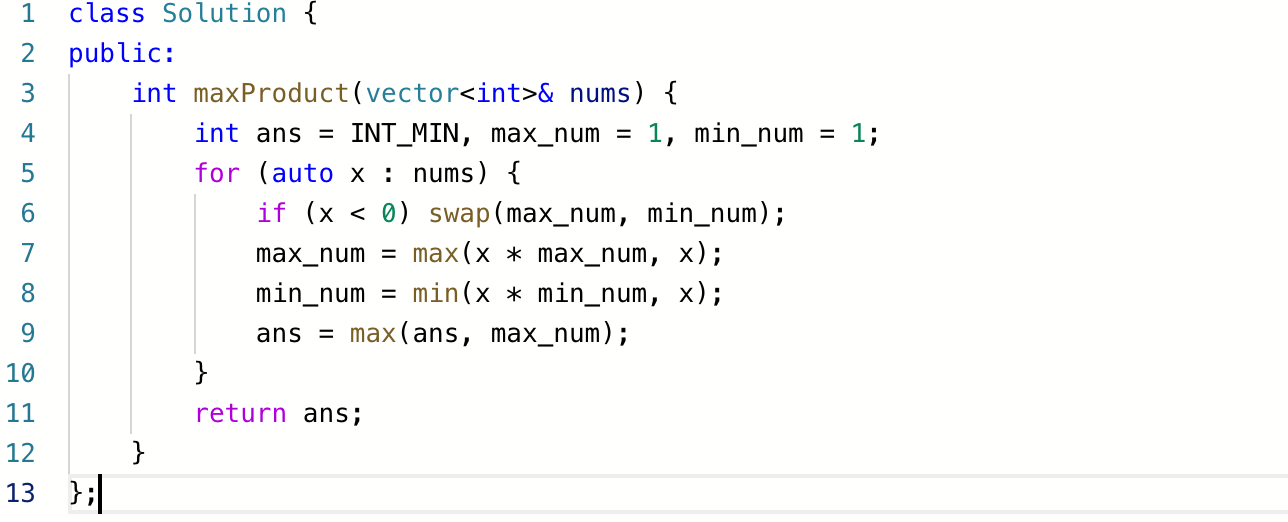 1 class Solution {
2 public:
3     int maxProduct(vector<int>& nums) {
4         int ans = INT_MIN, max_num = 1, min_num = 1;
5         for (auto x : nums) {
6             if (x < 0) swap(max_num, min_num);
7             max_num = max(x * max_num, x);
8             min_num = min(x * min_num, x);
9             ans = max(ans, max_num);
10         }
11         return ans;
12     }
13 };